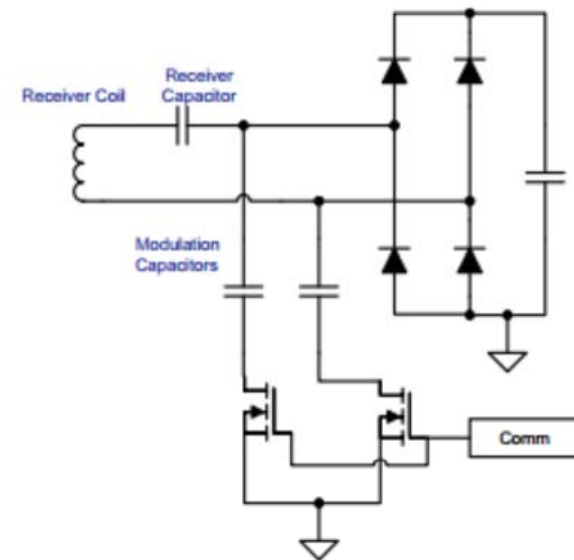 Receiver Coil
Receiver
Capacitor
Modulation
Capacitors
Comm